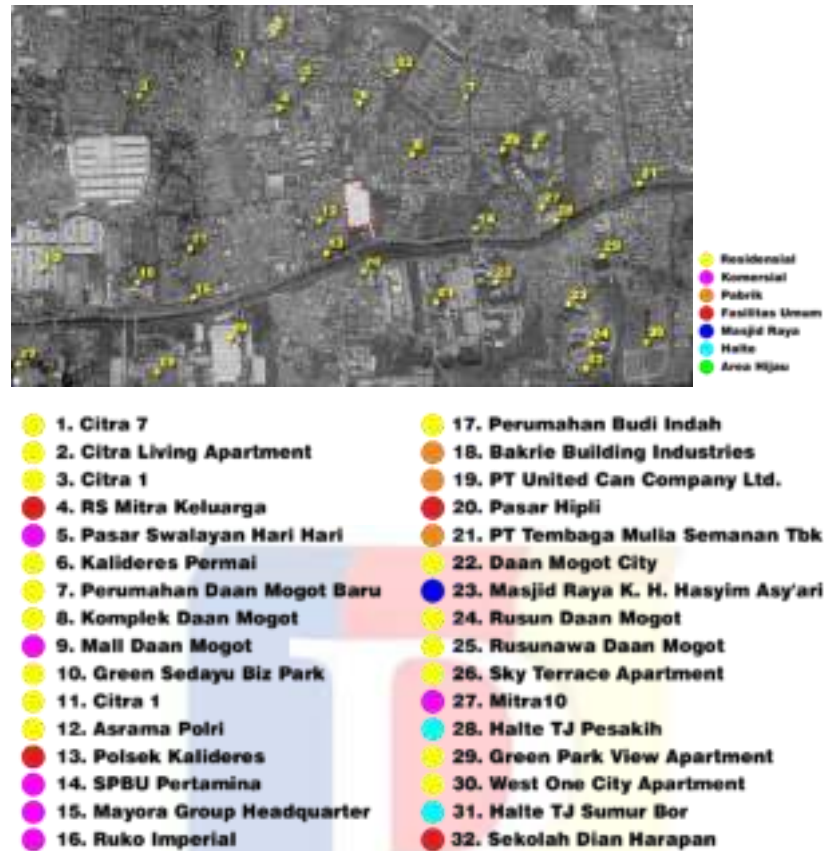 Residensial
Komersial
Pabrik
Fasilitas Umum
Masjid Raya
Halte
Area Hijau
1. Citra 7
2. Citra Living Apartment
3. Citra 1
4. RS Mitra Keluarga
5. Pasar Swalayan Hari Hari
6. Kalideres Permai
7. Perumahan Daan Mogot Baru
8. Komplek Daan Mogot
9. Mall Daan Mogot
10. Green Sedayu Biz Park
11. Citra 1
12. Asrama Polri
13. Polsek Kalideres
14. SPBU Pertamina
15. Mayora Group Headquarter
16. Ruko Imperial
17. Perumahan Budi Indah
18. Bakrie Building Industries
19. PT United Can Company Ltd.
20. Pasar Hipli
21. PT Tembaga Mulia Semanan Tbk
22. Daan Mogot City
23. Masjid Raya K. H. Hasyim Asy'ari
24. Rusun Daan Mogot
25. Rusunawa Daan Mogot
26. Sky Terrace Apartment
27. Mitra10
28. Halte TJ Pesakih
29. Green Park View Apartment
30. West One City Apartment
31. Halte TJ Sumur Bor
32. Sekolah Dian Harapan